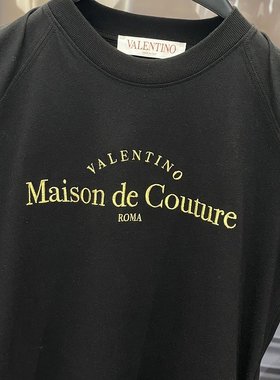 VALENTINO
VALENTINO
Maison de Couture
ROMA